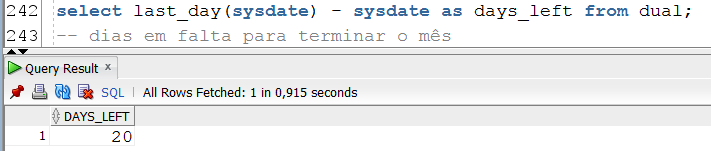 242 select last_day(sysdate) - sysdate as days_left from dual;
243 -- dias em falta para terminar o mês
Query Result x
SQL | All Rows Fetched: 1 in 0,915 seconds
DAYS_LEFT
1 20